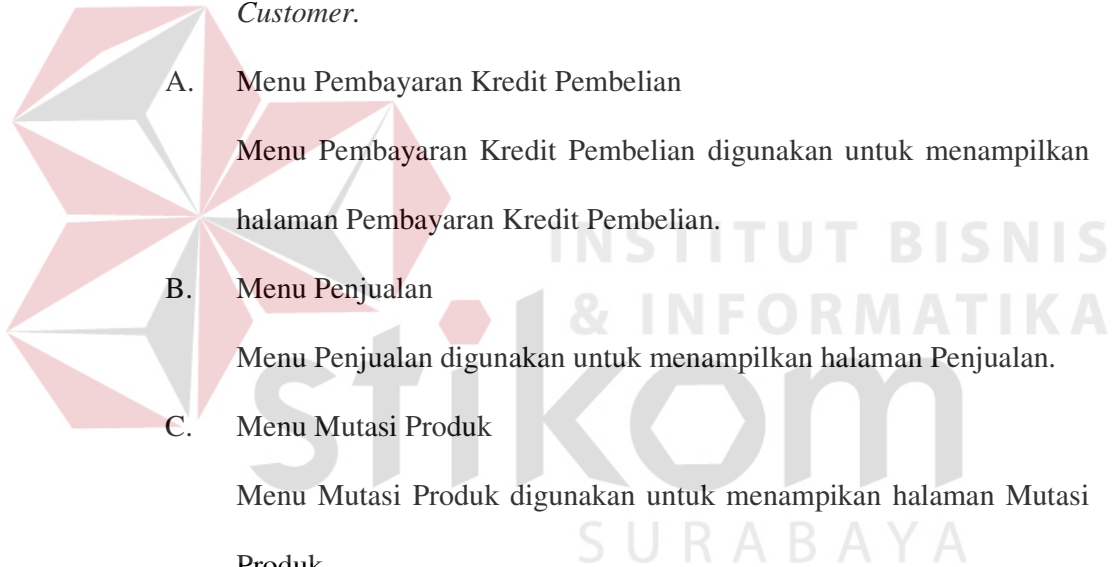 Customer.
A. Menu Pembayaran Kredit Pembelian
Menu Pembayaran Kredit Pembelian digunakan untuk menampilkan
halaman Pembayaran Kredit Pembelian.
INSTITUT BISNIS
B. Menu Penjualan
& INFORMATIKA
Menu Penjualan digunakan untuk menampilkan halaman Penjualan.
stikom
C. Menu Mutasi Produk
Menu Mutasi Produk digunakan untuk menampikan halaman Mutasi
SURABAYA
Produk